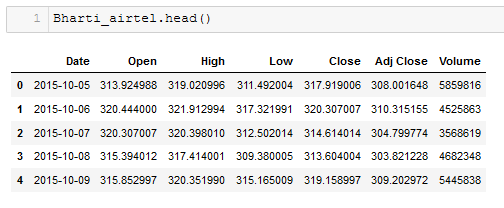 1 Bharti_airtel.head()
Date Open High Low Close Adj Close Volume
0 2015-10-05 313.924988 319.020996 311.492004 317.919006 308.001648 5859816
1 2015-10-06 320.444000 321.912994 317.321991 320.307007 310.315155 4525863
2 2015-10-07 320.307007 320.398010 312.502014 314.614014 304.799774 3568619
3 2015-10-08 315.394012 317.414001 309.380005 313.604004 303.821228 4682348
4 2015-10-09 315.852997 320.351990 315.165009 319.158997 309.202972 5445838